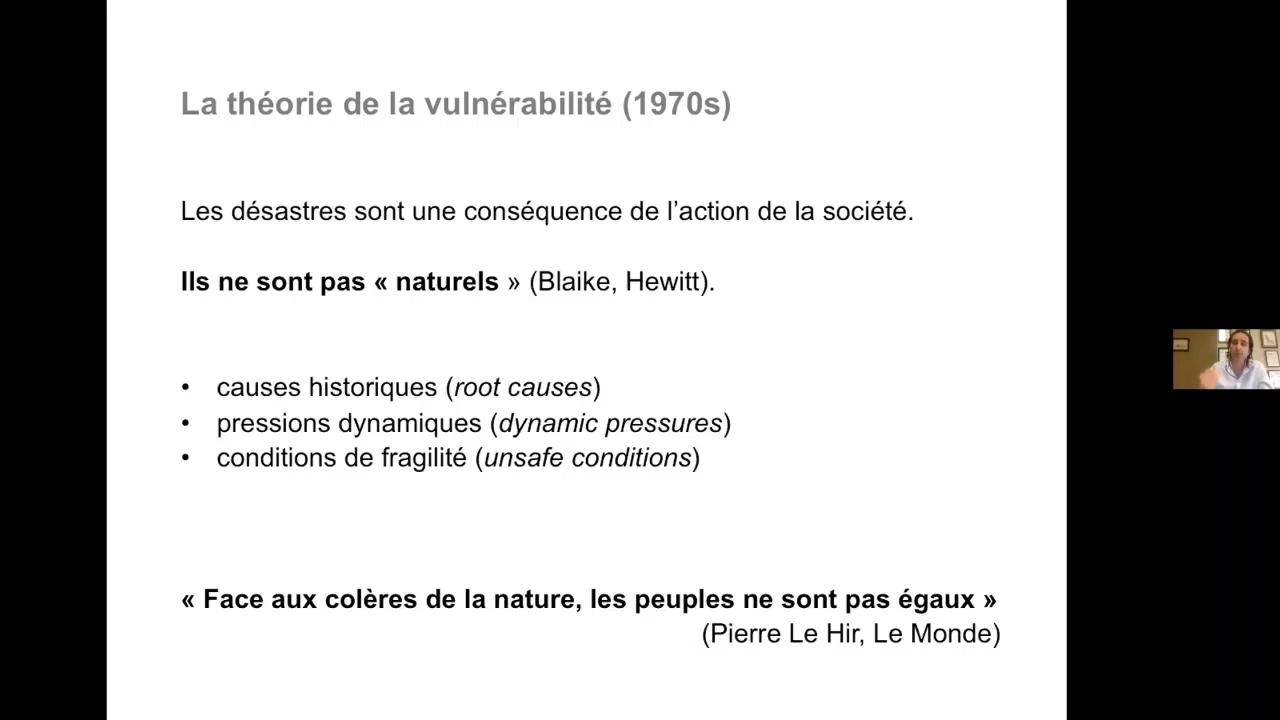 La théorie de la vulnérabilité (1970s)
Les désastres sont une conséquence de l’action de la société.
Ils ne sont pas « naturels » (Blaike, Hewitt).
• causes historiques (root causes)
• pressions dynamiques (dynamic pressures)
• conditions de fragilité (unsafe conditions)
« Face aux colères de la nature, les peuples ne sont pas égaux »
(Pierre Le Hir, Le Monde)